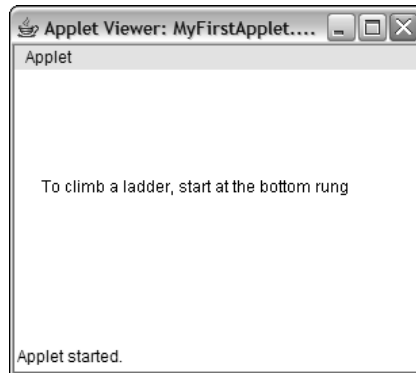 Applet Viewer: MyFirstApplet....
Applet
To climb a ladder, start at the bottom rung
Applet started.